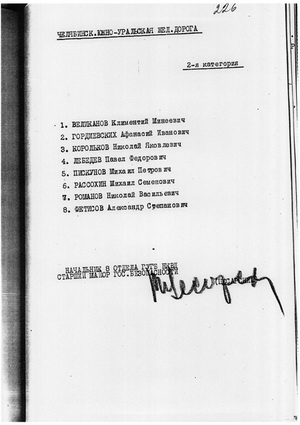 226
ЧЕЛЯБИНСК.ЮЖНО-УРАЛЬСКАЯ ЖЕЛ.ДОРОГА
2-я категория
1. ВЕЛИКАНОВ Климентий Минеевич
2. ГОРДИЕВСКИХ Афанасий Иванович
3. КОРОЛЬКОВ Николай Яковлевич
4. ЛЕБЕДЕВ Павел Федорович
5. ПИСКУНОВ Михаил Петрович
6. РАССОХИН Михаил Семенович
7. РОМАНОВ Николай Васильевич
8. ФЕТИСОВ Александр Степанович
НАЧАЛЬНИК 8 ОТДЕЛА ГУГБ НКВД
СТАРШИЙ МАЙОР ГОС.БЕЗОПАСНОСТИ